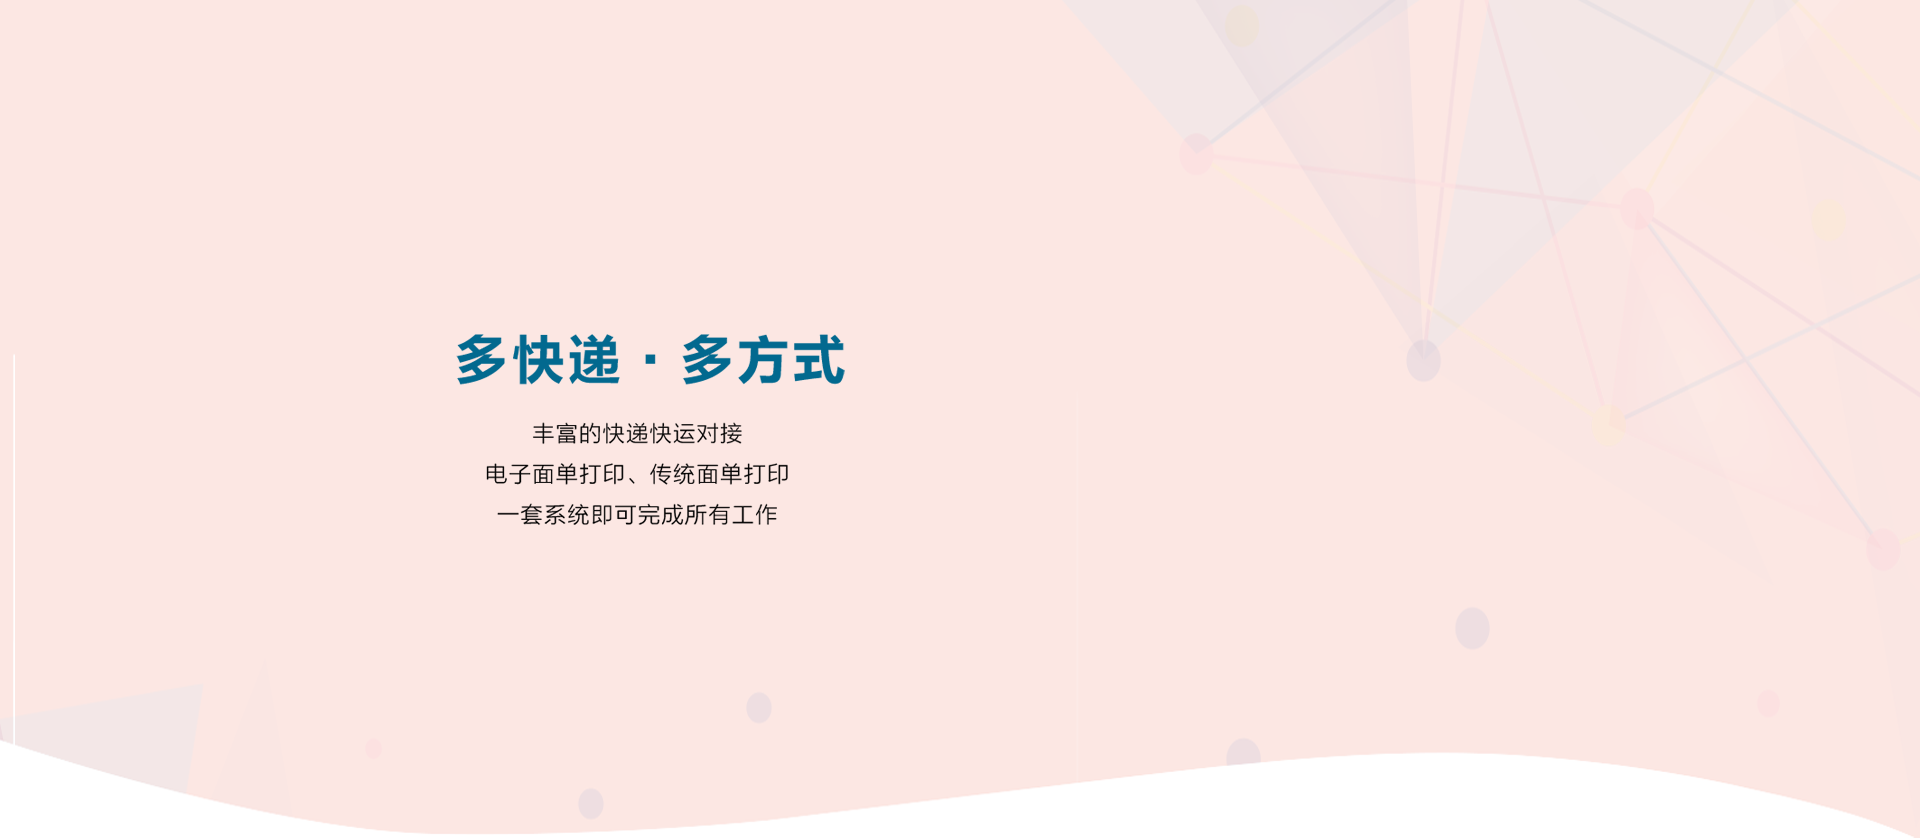 多快递·多方式
丰富的快递快运对接
电子面单打印、传统面单打印
一套系统即可完成所有工作